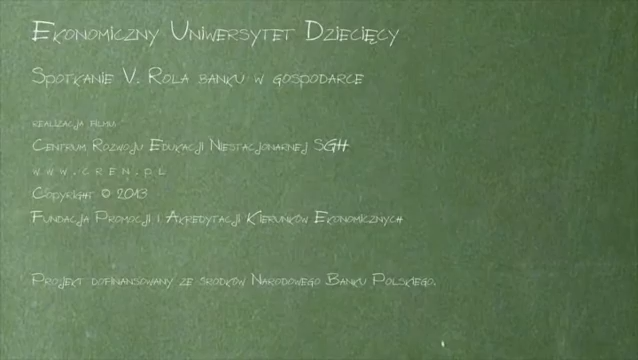 Ekonomiczny Uniwersytet Dziecięcy
Spotkanie V. Rola banku w gospodarce
realizacja filmu
Centrum Rozwoju Edukacji Niestacjonarnej SGH
www.cren.pl
Copyright © 2013
Fundacja Promocji i Akredytacji Kierunków Ekonomicznych
Projekt dofinansowany ze środków Narodowego Banku Polskiego.